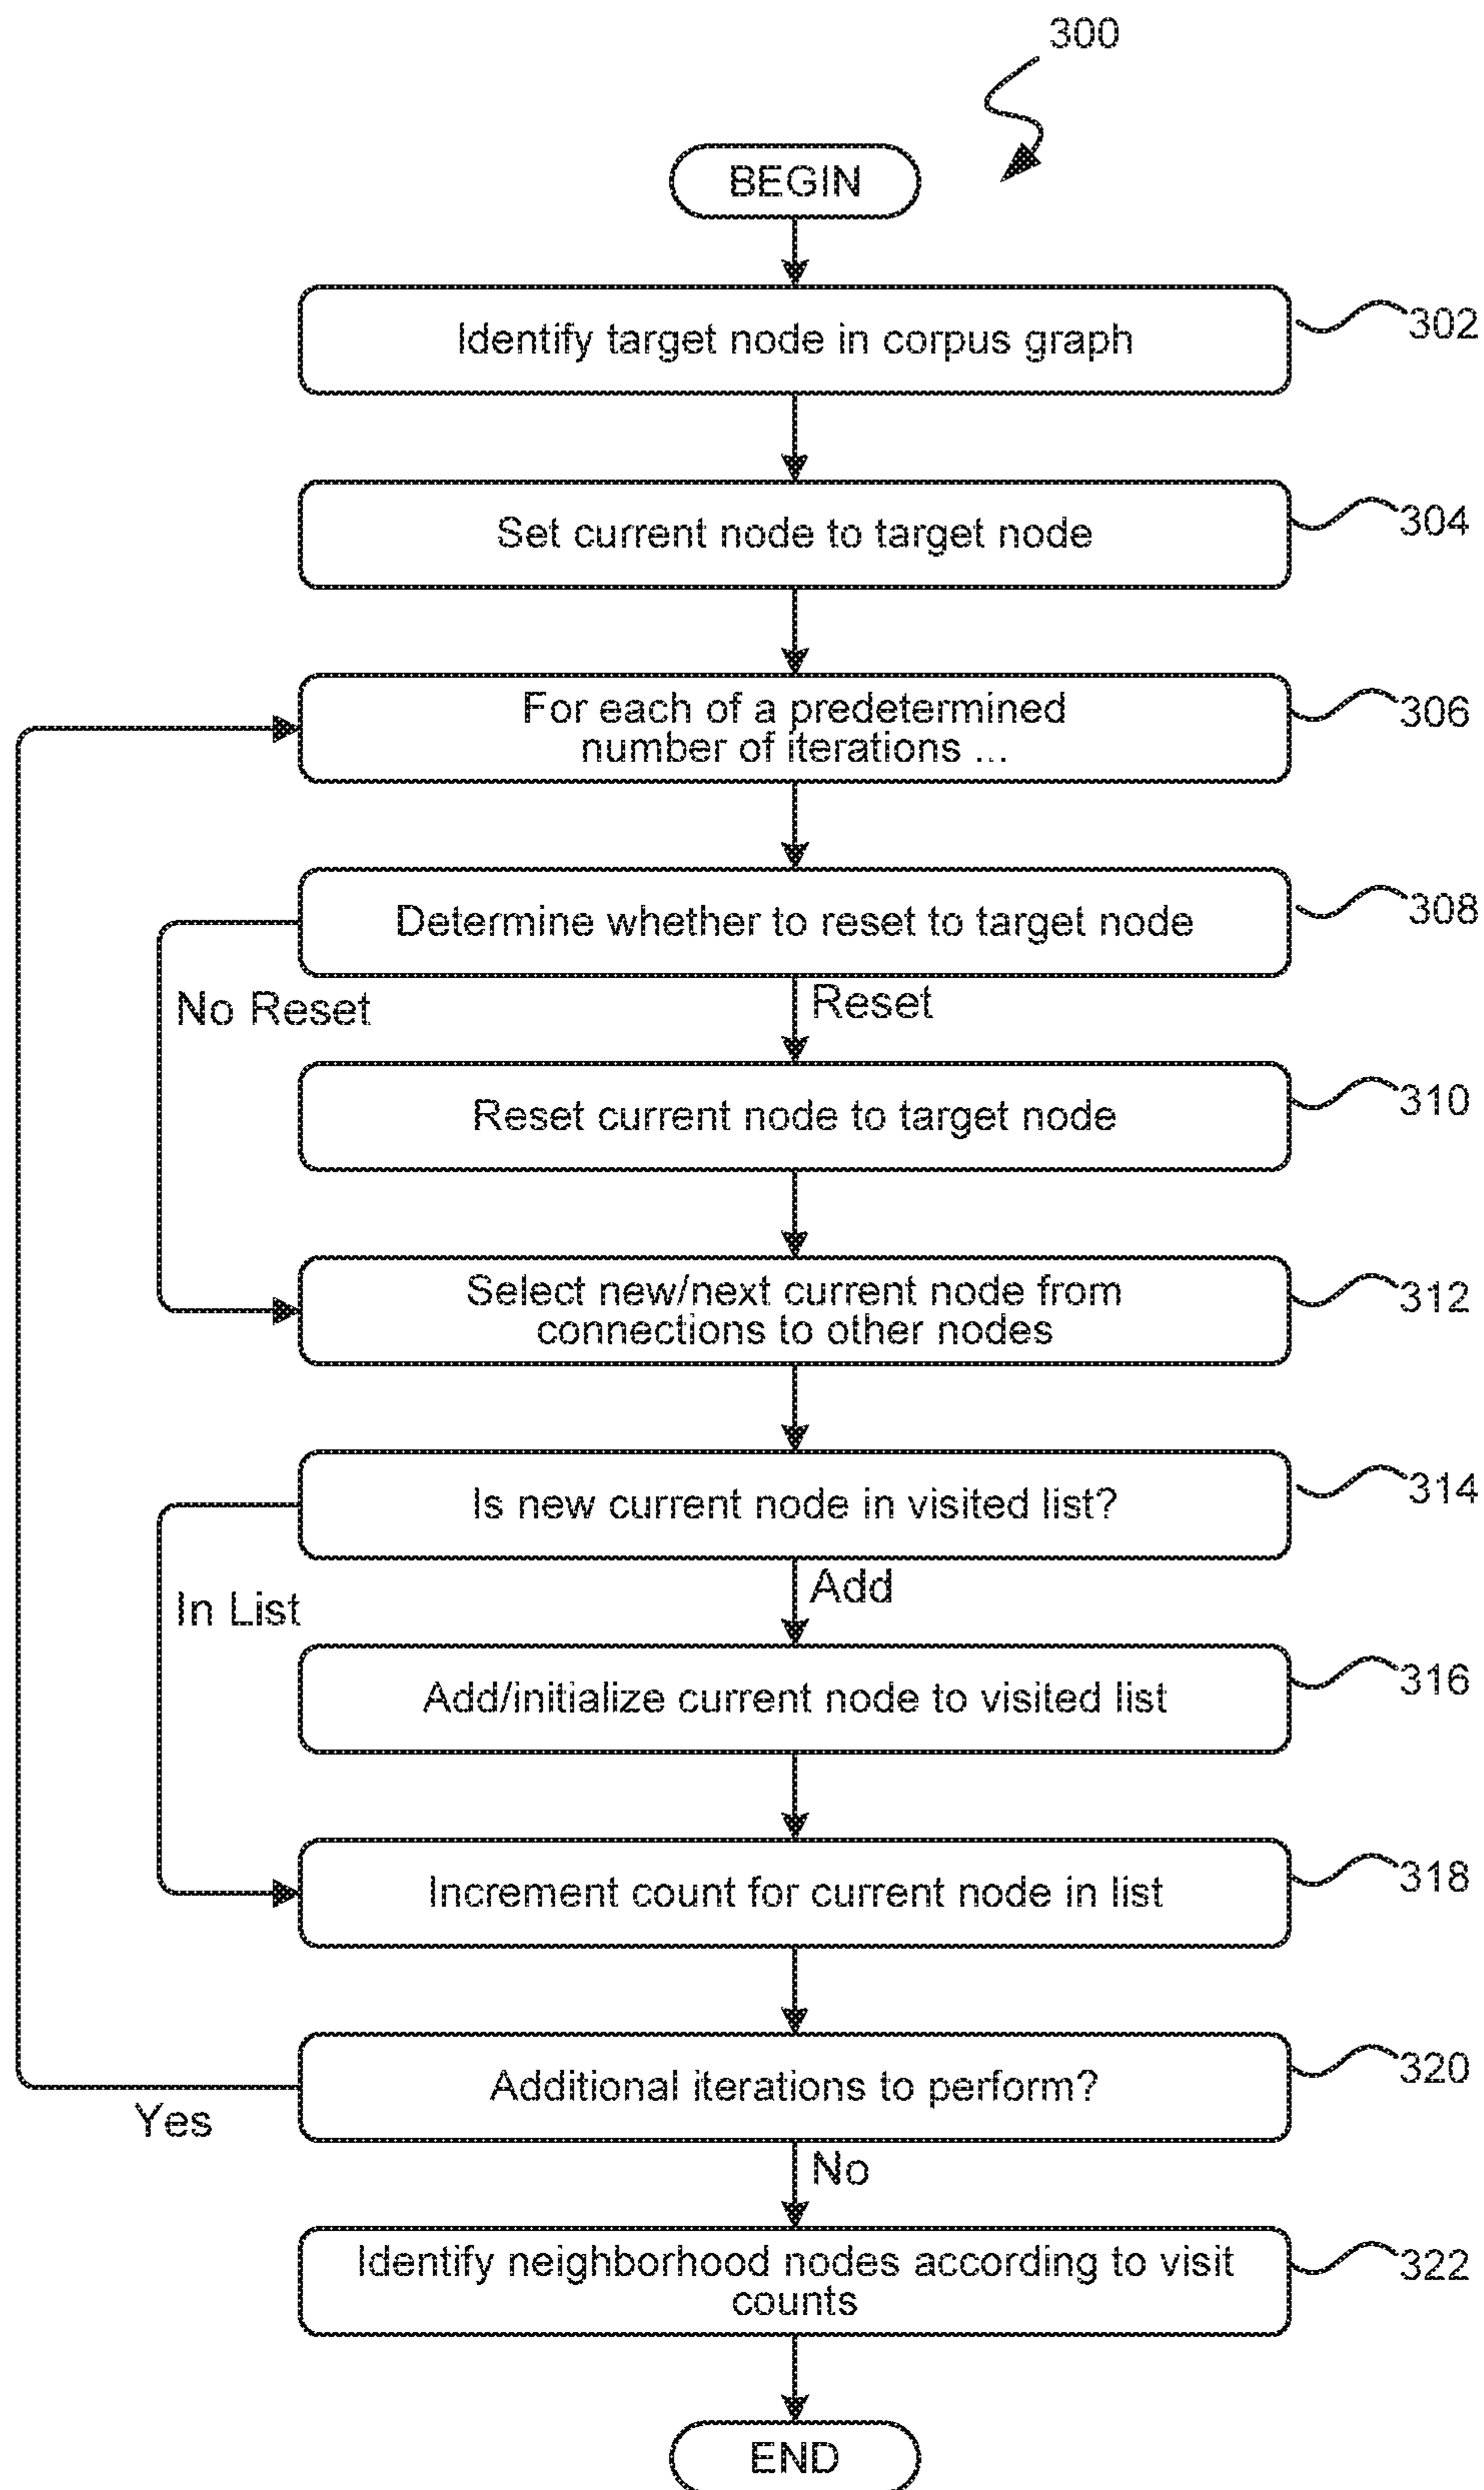 300
BEGIN
Identify target node in corpus graph
302
Set current node to target node
304
For each of a predetermined
number of iterations ...
306
Determine whether to reset to target node
308
No Reset
Reset
Reset current node to target node
310
Select new/next current node from
connections to other nodes
312
Is new current node in visited list?
314
In List
Add
Add/initialize current node to visited list
316
Increment count for current node in list
318
Additional iterations to perform?
320
Yes
No
Identify neighborhood nodes according to visit
counts
322
END